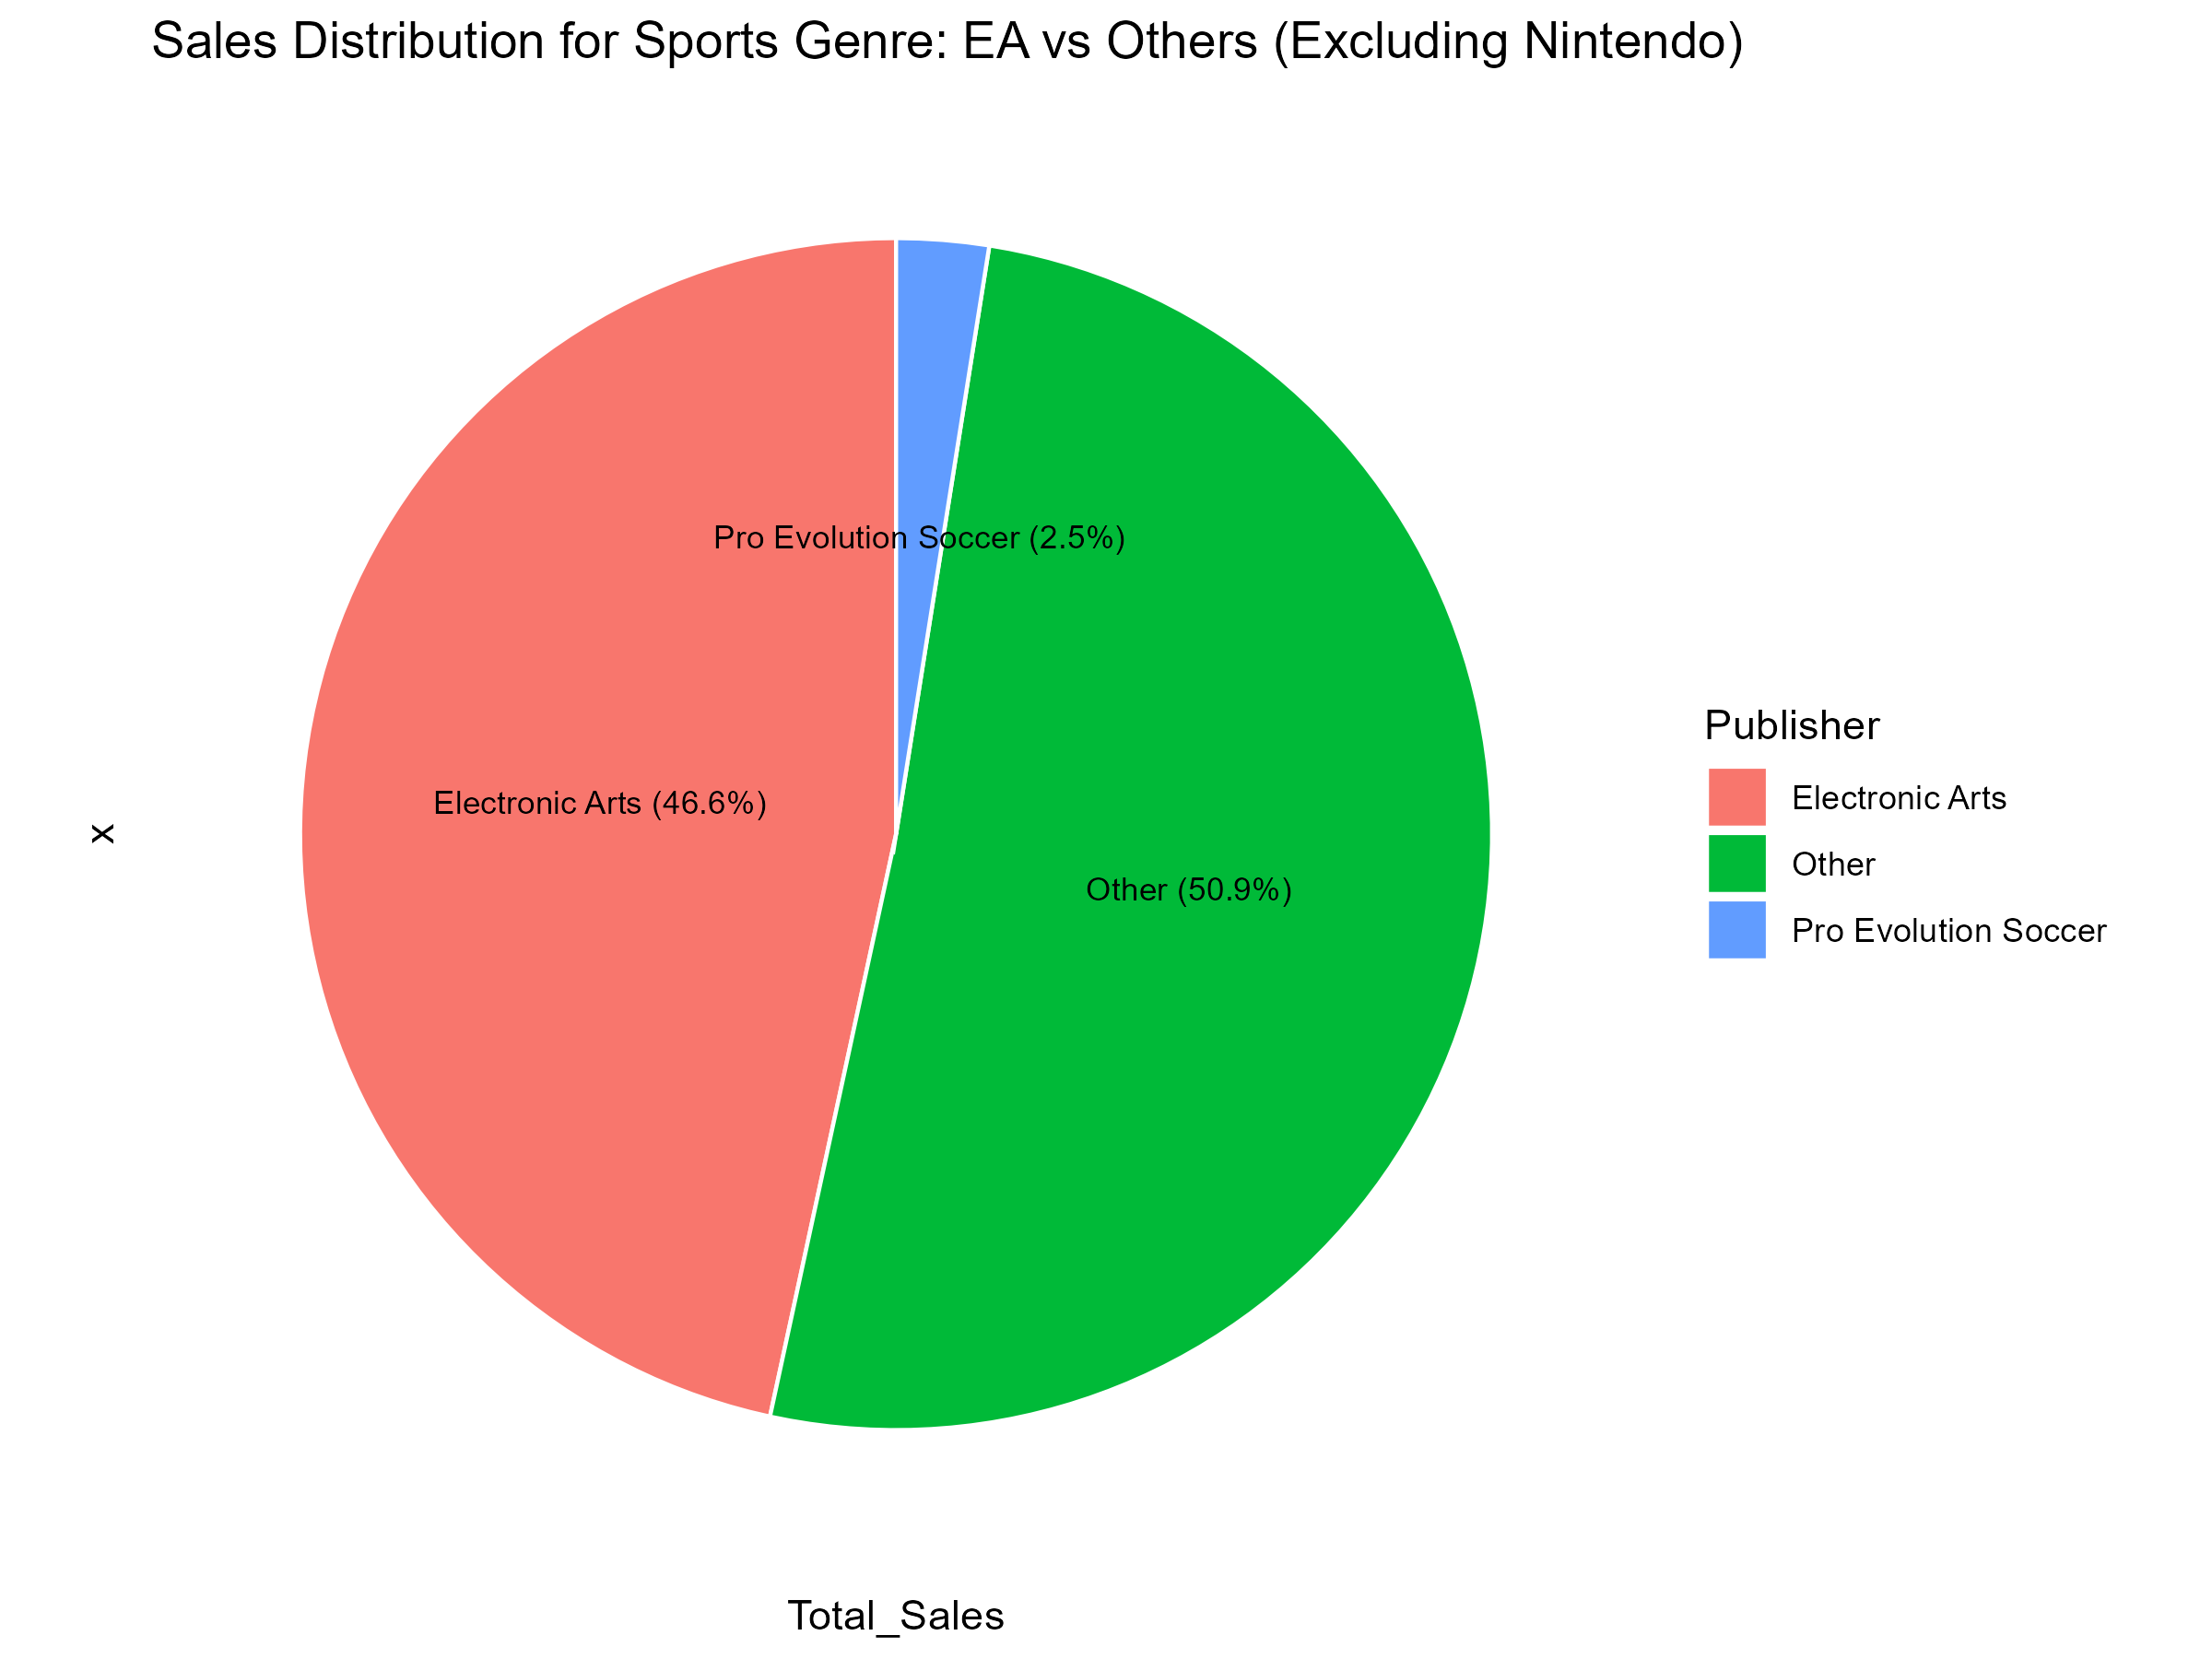 Sales Distribution for Sports Genre: EA vs Others (Excluding Nintendo)
Pro Evolution Soccer (2.5%)
Electronic Arts (46.6%)
Other (50.9%)
x
Total_Sales
Publisher
Electronic Arts
Other
Pro Evolution Soccer